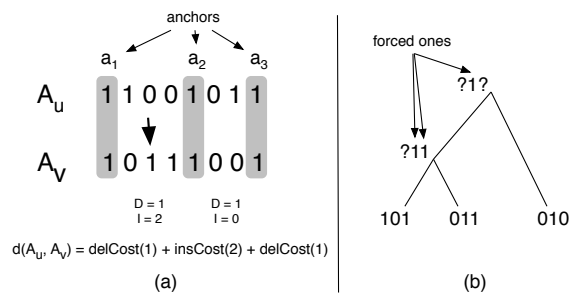 anchors
a1 a2 a3
Au 1 1 0 0 1 0 1 1
Av 1 0 1 1 1 0 0 1
D = 1 D = 1
I = 2 I = 0
d(Au, Av) = delCost(1) + insCost(2) + delCost(1)
(a)
forced ones
?1?
?11
101 011 010
(b)